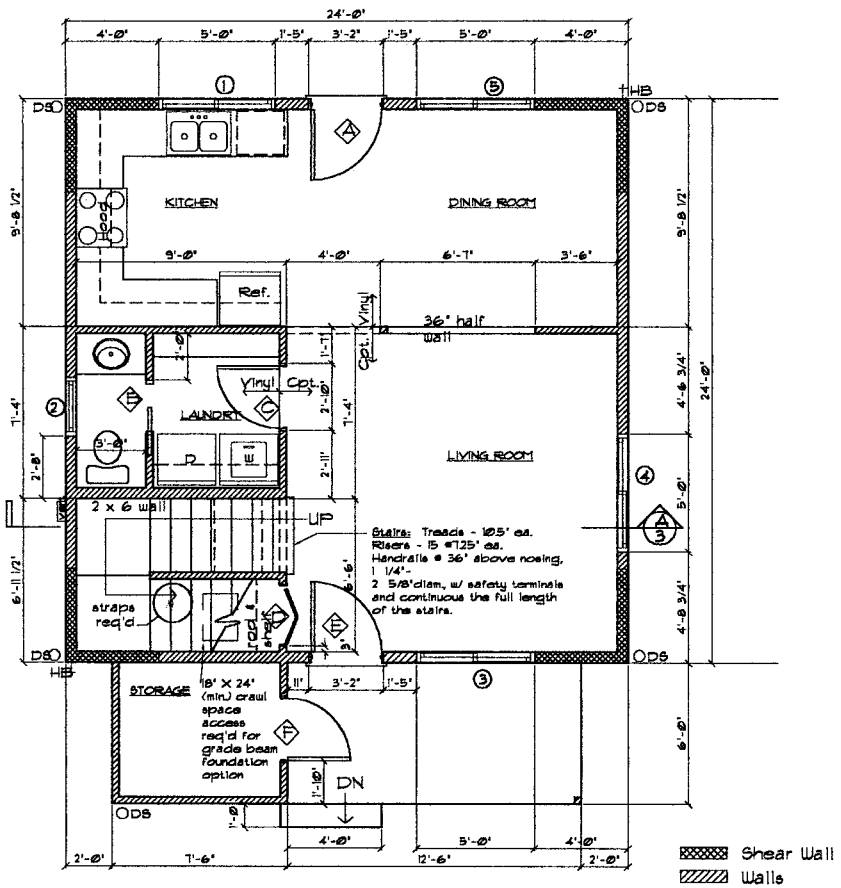 24'-0"
4'-0" 5'-0" 1'-5" 3'-2" 1'-5" 5'-0" 4'-0"
1 5
HB
DS DS
A
9'-8 1/2" 9'-8 1/2"
Hood
KITCHEN DINING ROOM
9'-0" 4'-0" 6'-7" 3'-6"
Ref.
Vinyl
36" half
wall
Cpt.
2'-0" 1'-7"
4'-6 3/4"
24'-0"
Vinyl Cpt.
2 C
7'-4" 2'-10" 7'-4"
LAUNDRY
3'-0"
D
LIVING ROOM
2'-8" 2'-11"
4
5'-0"
2 x 6 wall
UP
A
3
Stairs: Treads - 10.5" ea.
Risers - 15 @ 7.25" ea.
Handrails @ 36" above nosing,
1 1/4"-
2 5/8" diam., w/ safety terminals
and continuous the full length
of the stairs.
6'-11 1/2" 6'-6" 4'-8 3/4"
straps
req'd
rod &
shelf
D E
3"
DS DS
HB
3
11" 3'-2" 1'-5"
STORAGE
18" X 24"
(min.) crawl
space
access
req'd for
grade beam
foundation
option
F
6'-0"
1'-10"
DN
DS
1'-0"
4'-0" 5'-0" 4'-0"
2'-0" 7'-6" 12'-6" 2'-0"
Shear Wall
Walls